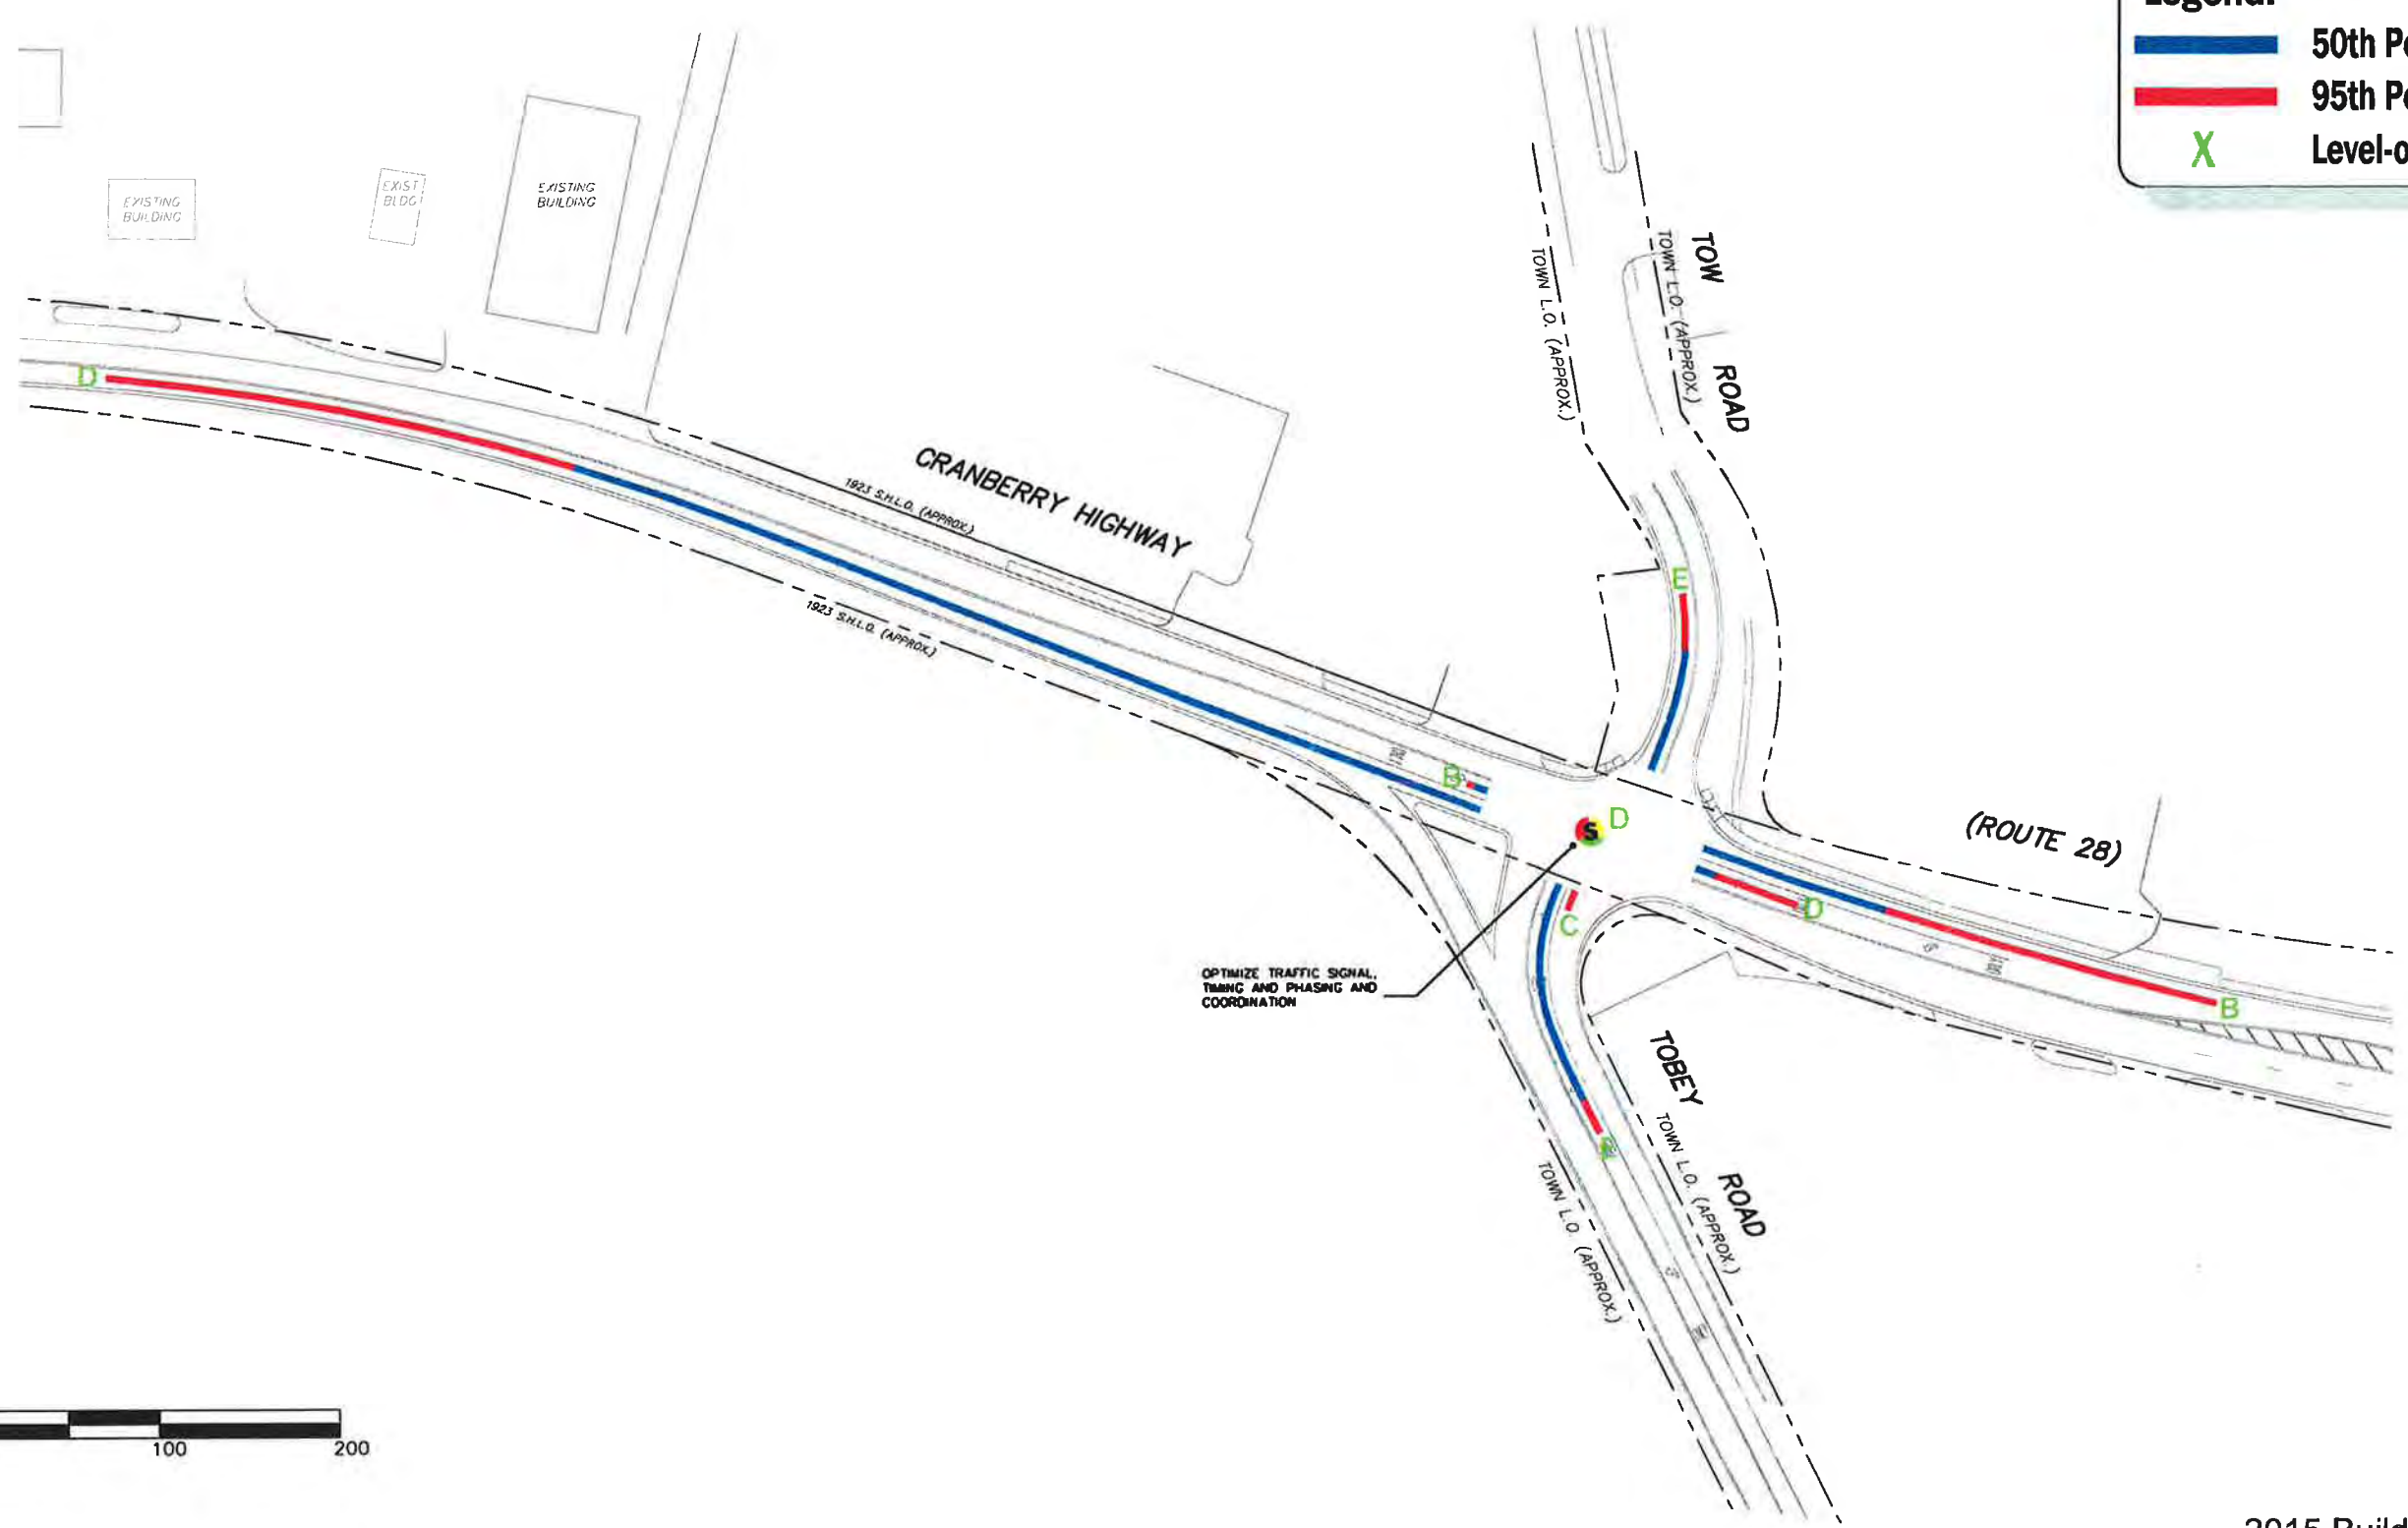 50th
95th
X
EXISTING
BUILDING
EXIST
BLDG
EXISTING
BUILDING
TOW
ROAD
TOWN L.O. (APPROX.)
TOWN L.O. (APPROX.)
D
CRANBERRY HIGHWAY
1923 S.H.L.O. (APPROX.)
1923 S.H.L.O. (APPROX.)
E
B
S
D
(ROUTE 28)
D
C
B
OPTIMIZE TRAFFIC SIGNAL,
TIMING AND PHASING AND
COORDINATION
TOBEY
ROAD
TOWN L.O. (APPROX.)
TOWN L.O. (APPROX.)
100
200
2015 Build